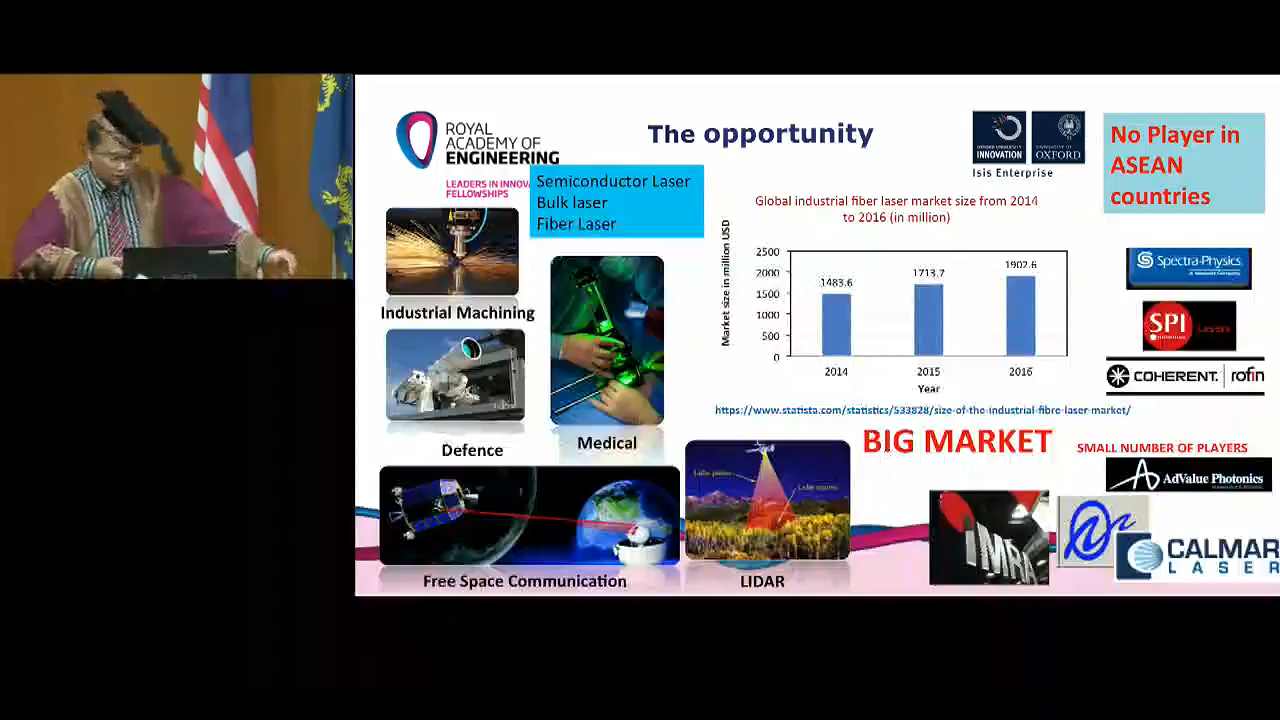 ROYAL
ACADEMY OF
ENGINEERING
LEADERS IN INNOVA
FELLOWSHIPS
The opportunity
OXFORD UNIVERSITY
INNOVATION
UNIVERSITY OF
OXFORD
Isis Enterprise
No Player in
ASEAN
countries
Semiconductor Laser
Bulk laser
Fiber Laser
Global industrial fiber laser market size from 2014
to 2016 (in million)
Market size in million USD
2500
2000
1500
1000
500
0
1483.6
1713.7
1902.6
2014
2015
2016
Year
https://www.statista.com/statistics/533828/size-of-the-industrial-fibre-laser-market/
Industrial Machining
Defence
Medical
Free Space Communication
LIDAR
BIG MARKET
SMALL NUMBER OF PLAYERS
Spectra-Physics
SPI Lasers
COHERENT. | rofin
AdValue Photonics
IMRA
CALMAR
LASER